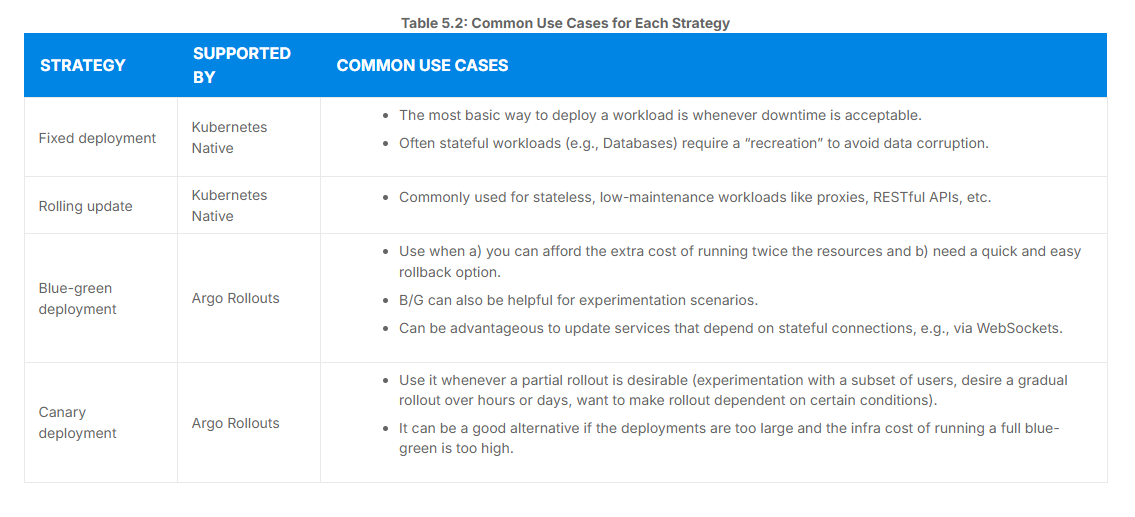 Table 5.2: Common Use Cases for Each Strategy
STRATEGY
SUPPORTED
BY
COMMON USE CASES
Fixed deployment
Kubernetes
Native
• The most basic way to deploy a workload is whenever downtime is acceptable.
• Often stateful workloads (e.g., Databases) require a “recreation” to avoid data corruption.
Rolling update
Kubernetes
Native
• Commonly used for stateless, low-maintenance workloads like proxies, RESTful APIs, etc.
Blue-green
deployment
Argo Rollouts
• Use when a) you can afford the extra cost of running twice the resources and b) need a quick and easy
rollback option.
• B/G can also be helpful for experimentation scenarios.
• Can be advantageous to update services that depend on stateful connections, e.g., via WebSockets.
Canary
deployment
Argo Rollouts
• Use it whenever a partial rollout is desirable (experimentation with a subset of users, desire a gradual
rollout over hours or days, want to make rollout dependent on certain conditions).
• It can be a good alternative if the deployments are too large and the infra cost of running a full blue-
green is too high.